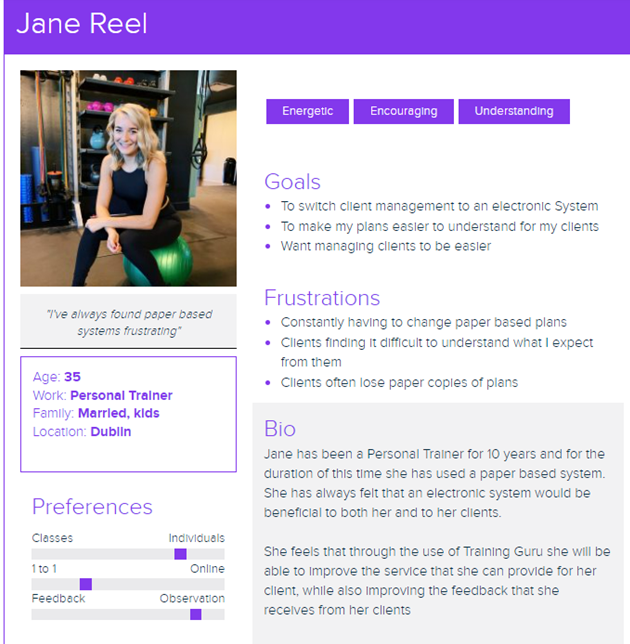 Jane Reel
Energetic
Encouraging
Understanding
"I've always found paper based
systems frustrating"
Age: 35
Work: Personal Trainer
Family: Married, kids
Location: Dublin
Preferences
Classes Individuals
1 to 1 Online
Feedback Observation
Goals
To switch client management to an electronic System
To make my plans easier to understand for my clients
Want managing clients to be easier
Frustrations
Constantly having to change paper based plans
Clients finding it difficult to understand what I expect
from them
Clients often lose paper copies of plans
Bio
Jane has been a Personal Trainer for 10 years and for the
duration of this time she has used a paper based system.
She has always felt that an electronic system would be
beneficial to both her and to her clients.
She feels that through the use of Training Guru she will be
able to improve the service that she can provide for her
client, while also improving the feedback that she
receives from her clients